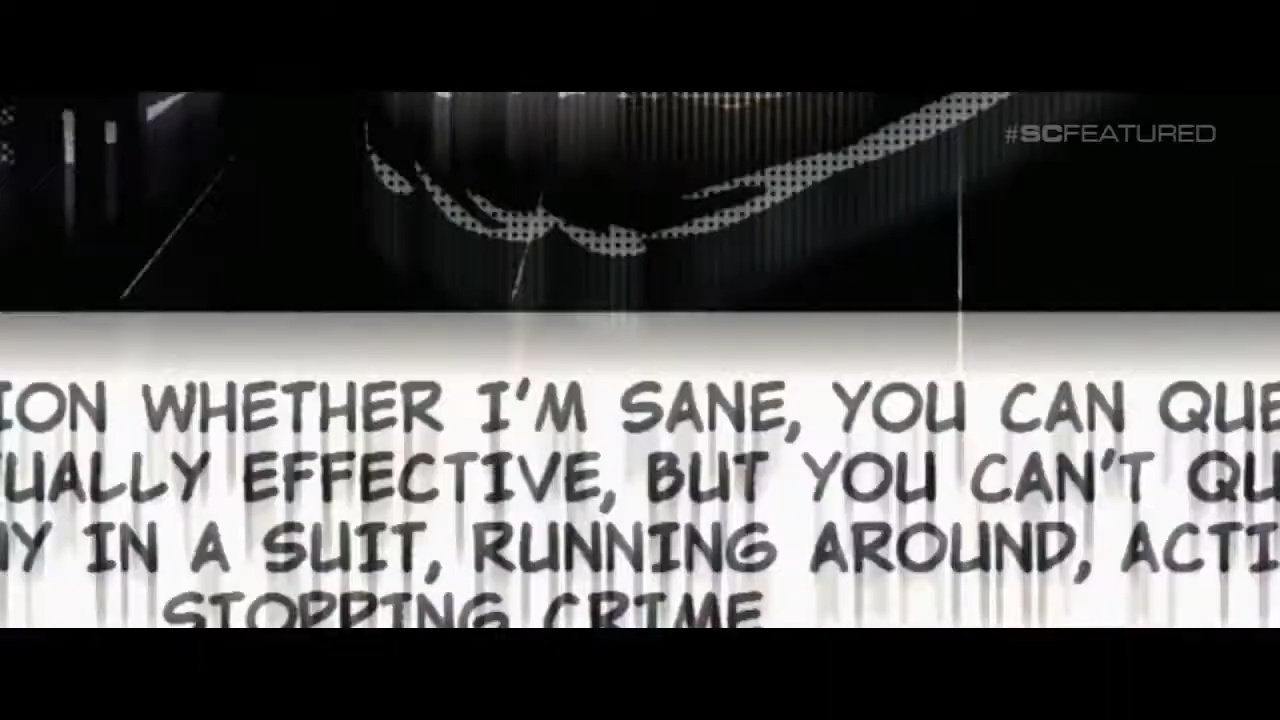 #SCFEATURED
ION WHETHER I'M SANE, YOU CAN QUE
UALLY EFFECTIVE, BUT YOU CAN'T QU
Y IN A SUIT, RUNNING AROUND, ACTI
STOPPING CRIME